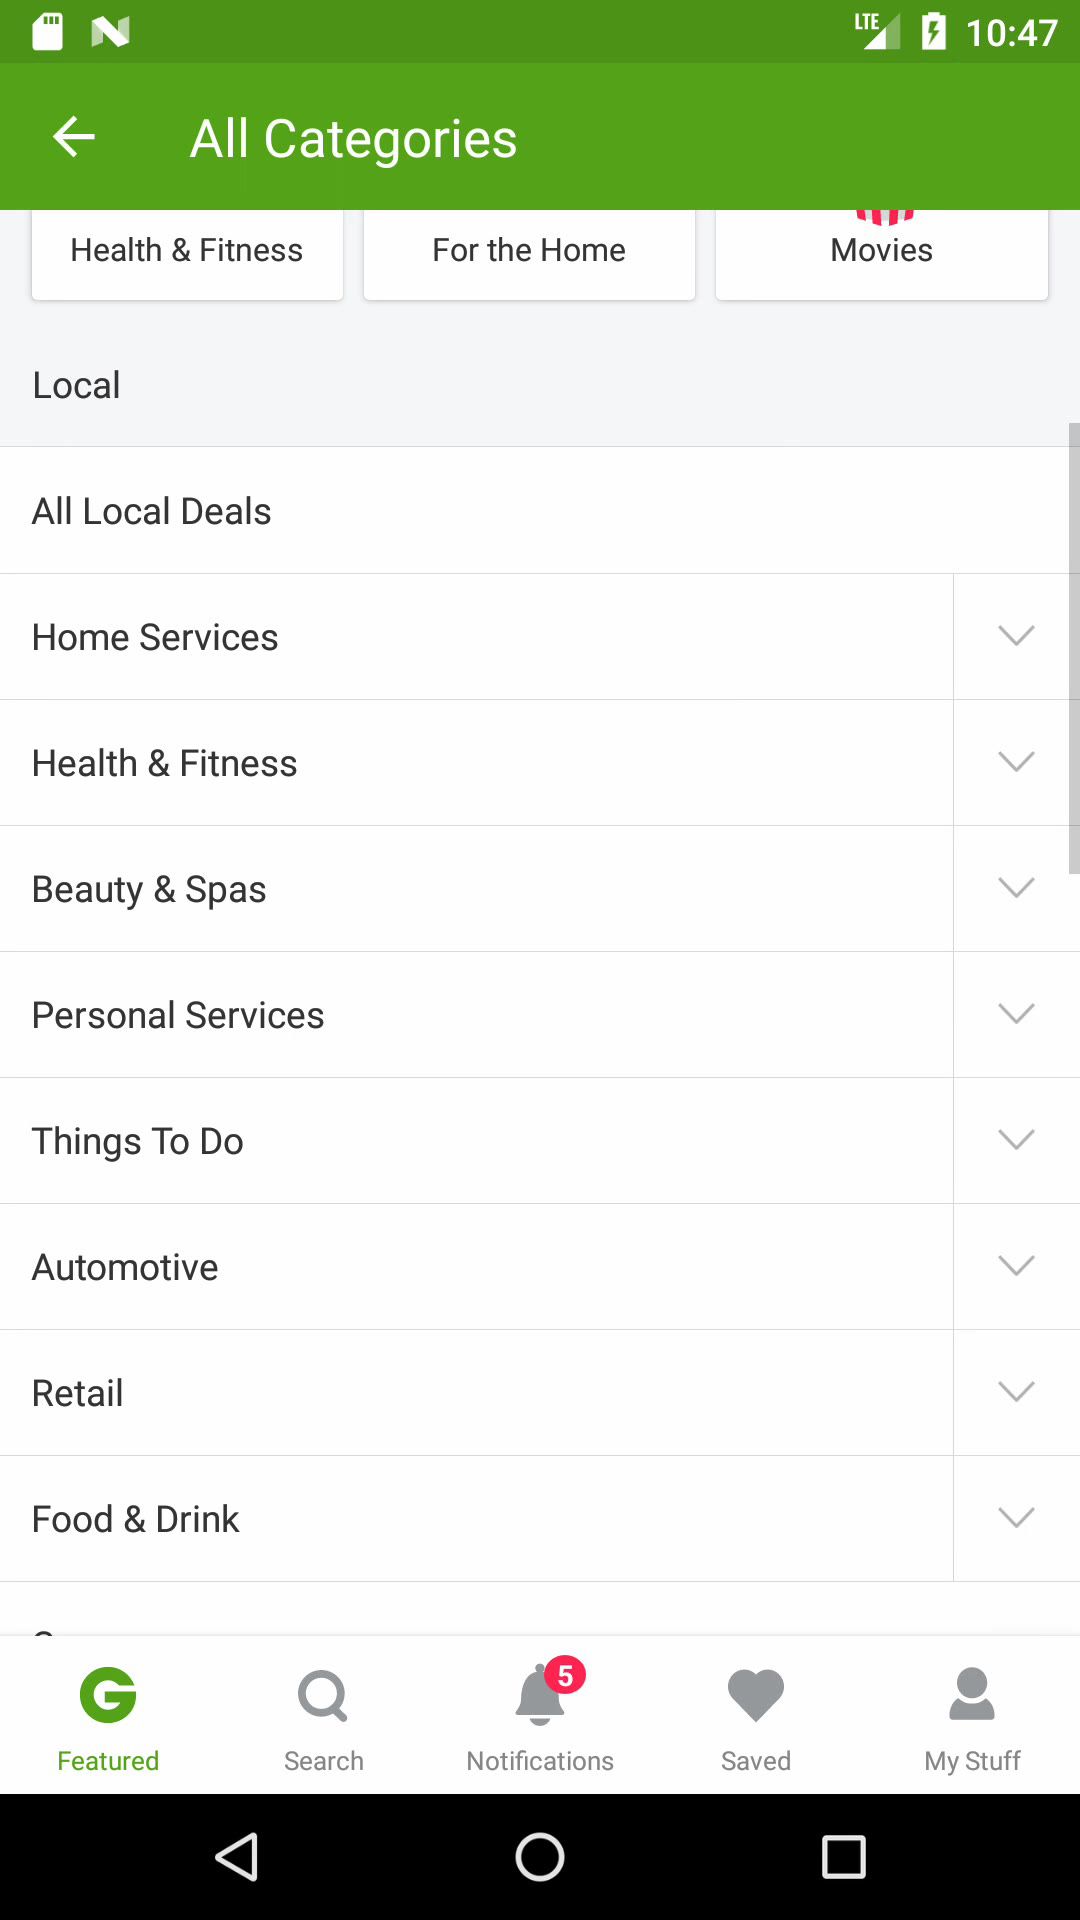 LTE 10:47
All Categories
Health & Fitness
For the Home
Movies
Local
All Local Deals
Home Services
Health & Fitness
Beauty & Spas
Personal Services
Things To Do
Automotive
Retail
Food & Drink
5
Featured
Search
Notifications
Saved
My Stuff